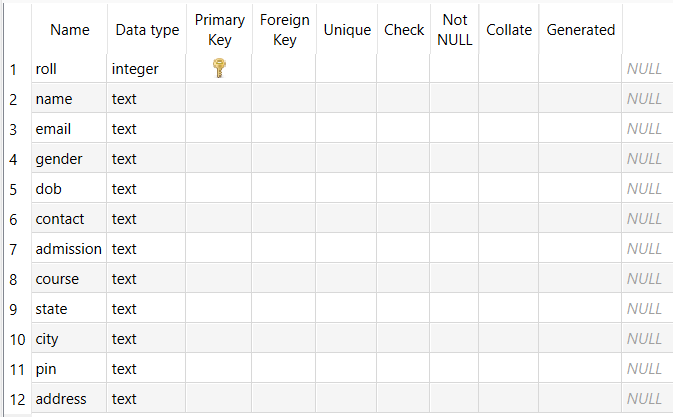 Name Data type Primary Key Foreign Key Unique Check Not NULL Collate Generated
1 roll integer NULL
2 name text NULL
3 email text NULL
4 gender text NULL
5 dob text NULL
6 contact text NULL
7 admission text NULL
8 course text NULL
9 state text NULL
10 city text NULL
11 pin text NULL
12 address text NULL